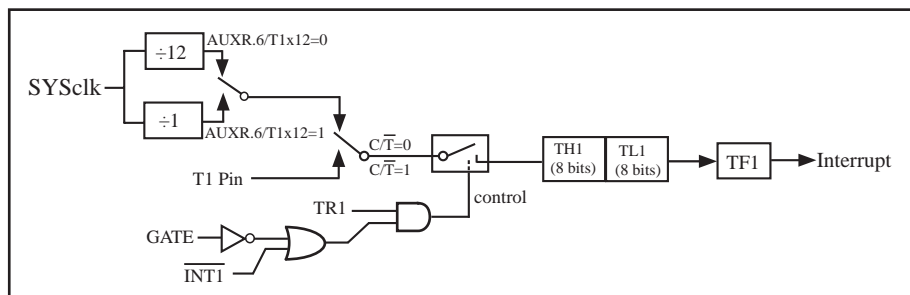 ÷12
AUXR.6/T1x12=0
SYSclk
÷1
AUXR.6/T1x12=1
C/T̅=0
C/T̅=1
T1 Pin
TH1
(8 bits)
TL1
(8 bits)
TF1
Interrupt
control
TR1
GATE
I̅N̅T̅1̅